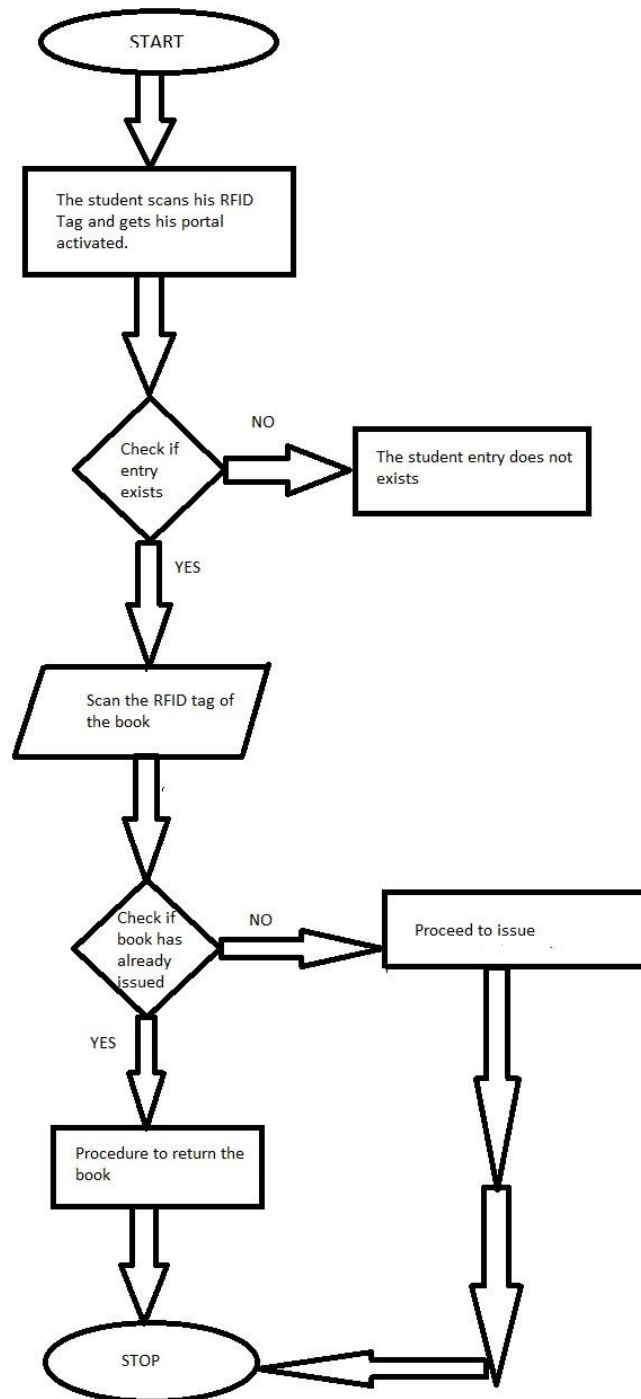 START
The student scans his RFID
Tag and gets his portal
activated.
Check if
entry
exists
NO
The student entry does not
exists
YES
Scan the RFID tag of
the book
Check if
book has
already
issued
NO
Proceed to issue
YES
Procedure to return the
book
STOP